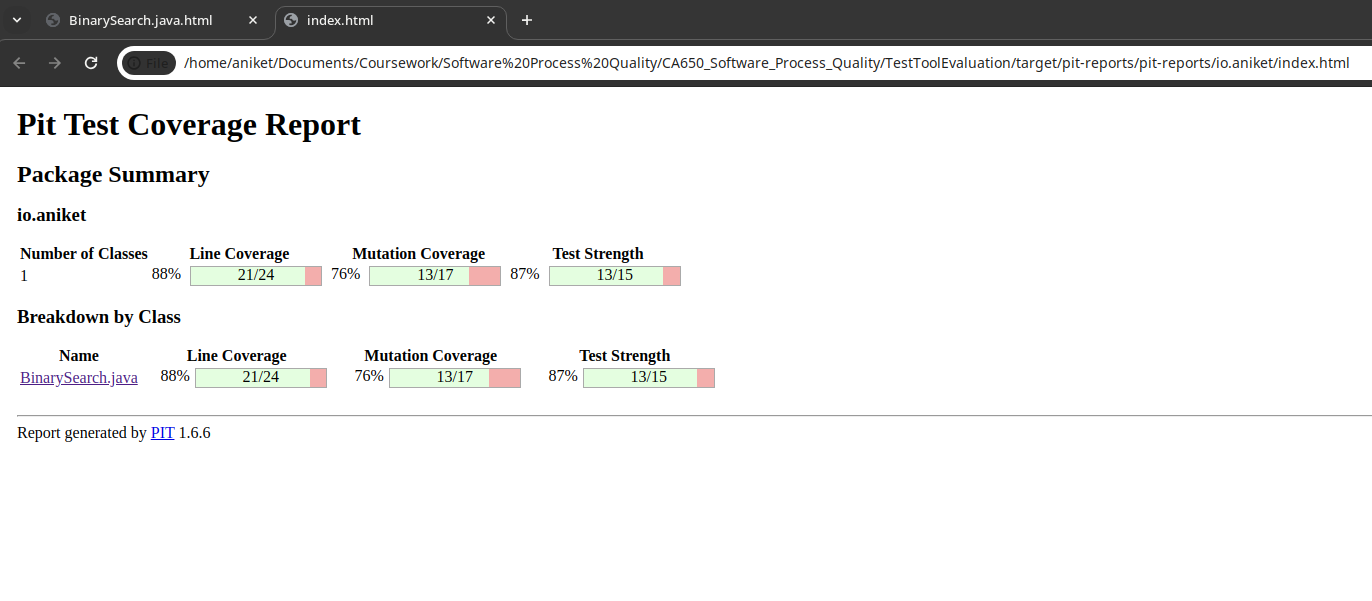 BinarySearch.java.html
index.html
File /home/aniket/Documents/Coursework/Software%20Process%20Quality/CA650_Software_Process_Quality/TestToolEvaluation/target/pit-reports/pit-reports/io.aniket/index.html
Pit Test Coverage Report
Package Summary
io.aniket
Number of Classes Line Coverage Mutation Coverage Test Strength
1 88% 21/24 76% 13/17 87% 13/15
Breakdown by Class
Name Line Coverage Mutation Coverage Test Strength
BinarySearch.java 88% 21/24 76% 13/17 87% 13/15
Report generated by PIT 1.6.6